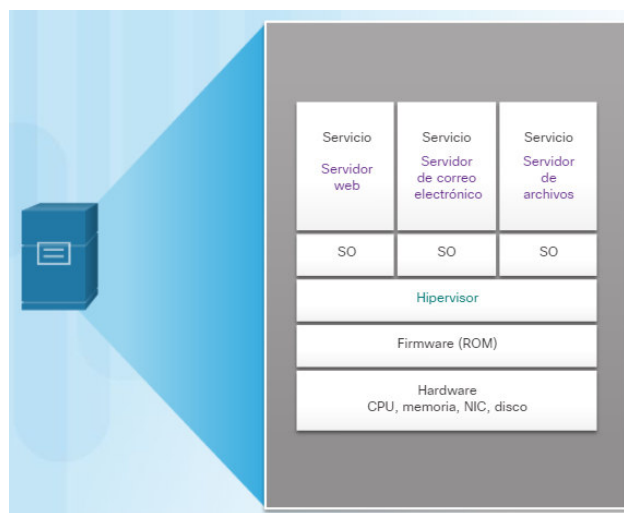 Servicio
Servidor
web
Servicio
Servidor
de correo
electrónico
Servicio
Servidor
de
archivos
SO
SO
SO
Hipervisor
Firmware (ROM)
Hardware
CPU, memoria, NIC, disco